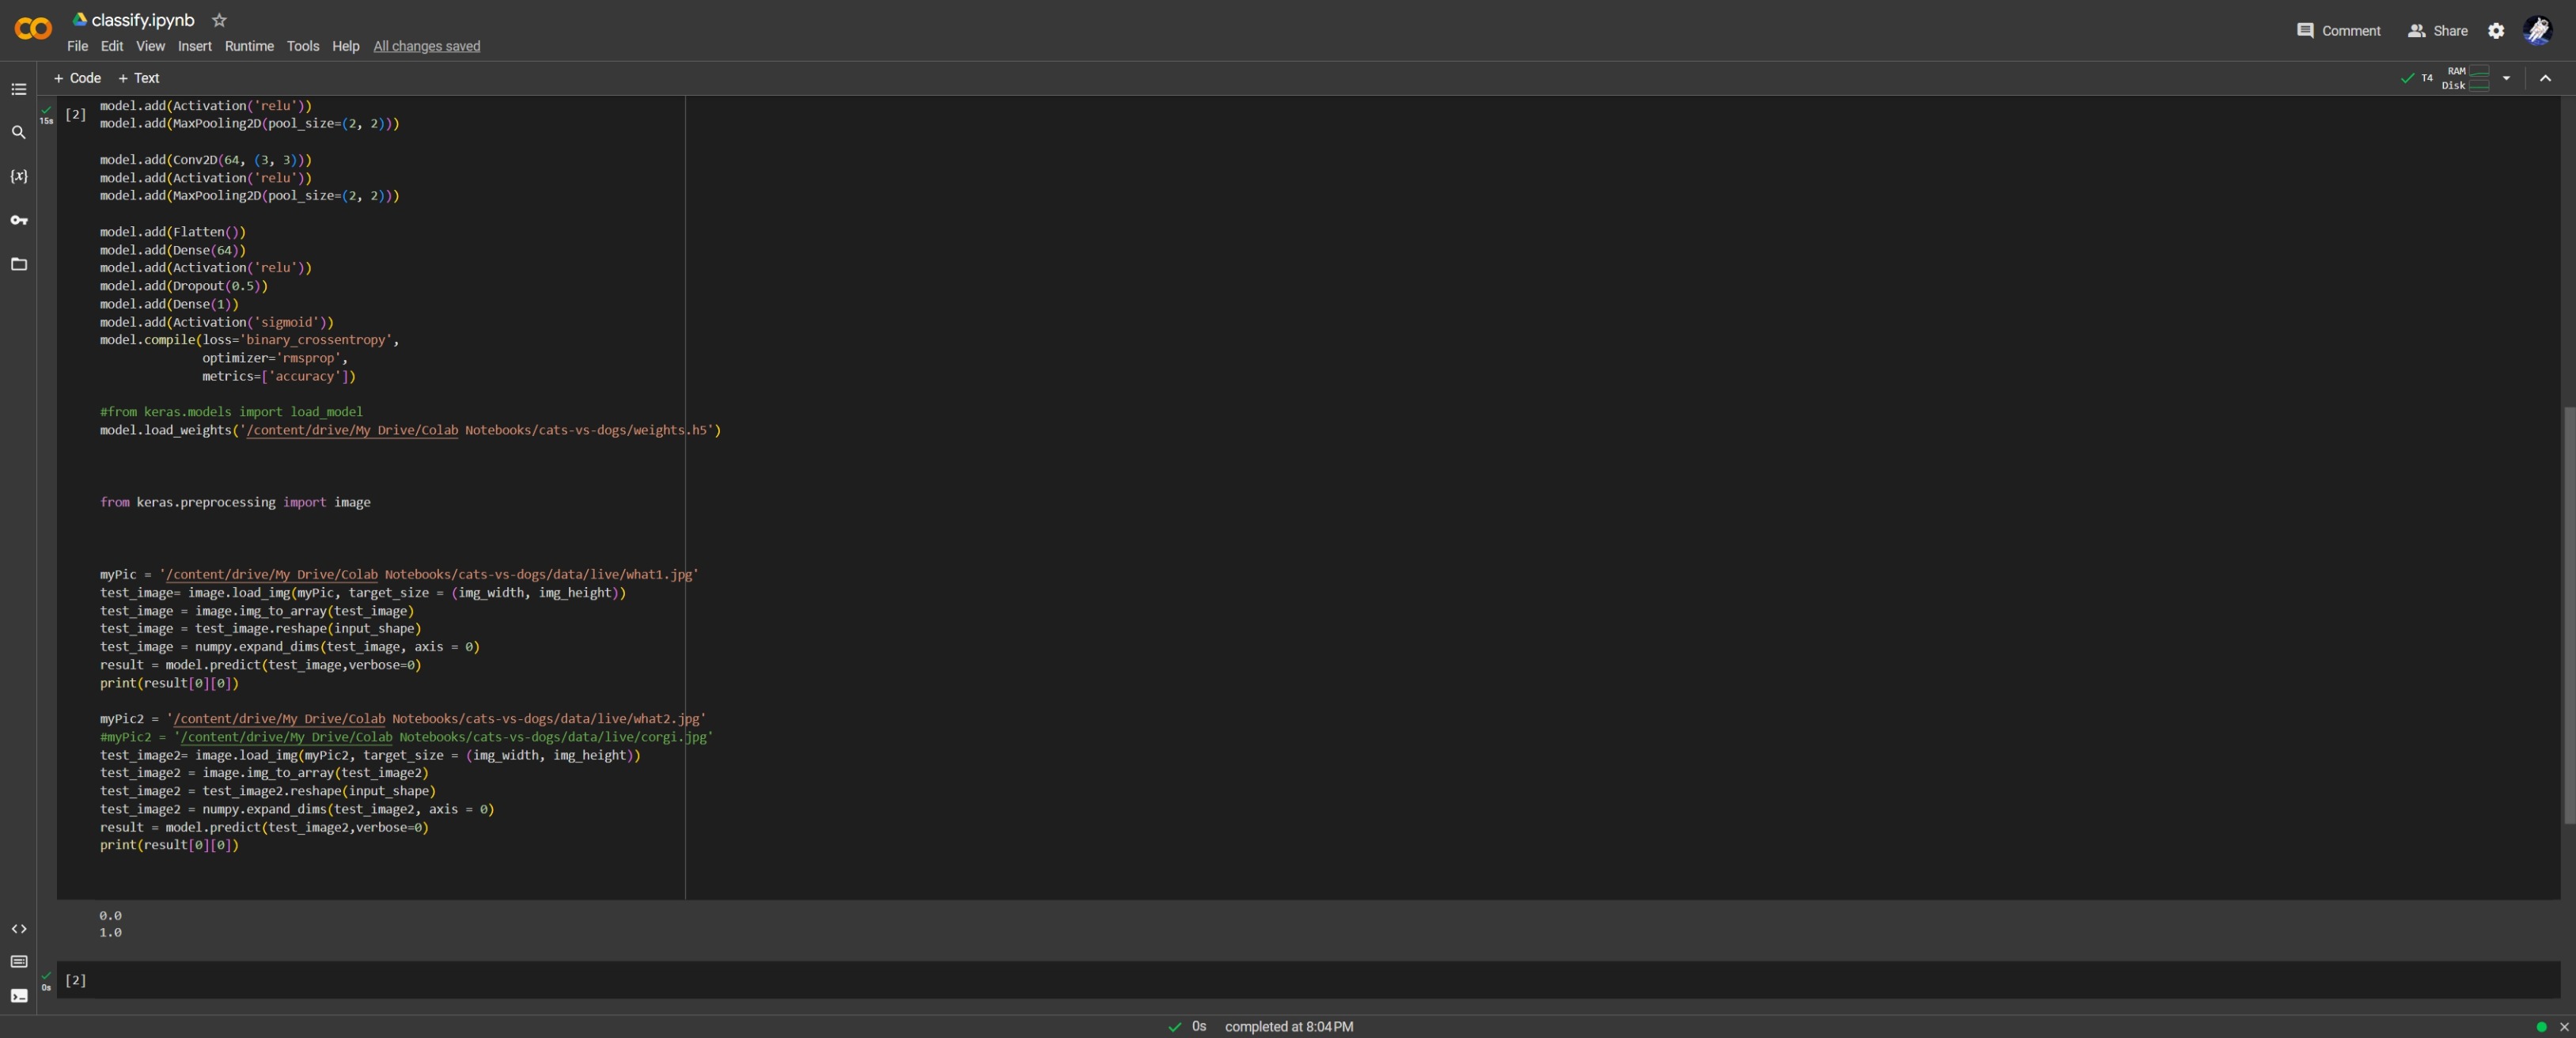 classify.ipynb
File Edit View Insert Runtime Tools Help All changes saved
Comment Share
+ Code + Text
T4 RAM Disk
15s
[2]
model.add(Activation('relu'))
model.add(MaxPooling2D(pool_size=(2, 2)))
model.add(Conv2D(64, (3, 3)))
model.add(Activation('relu'))
model.add(MaxPooling2D(pool_size=(2, 2)))
model.add(Flatten())
model.add(Dense(64))
model.add(Activation('relu'))
model.add(Dropout(0.5))
model.add(Dense(1))
model.add(Activation('sigmoid'))
model.compile(loss='binary_crossentropy',
optimizer='rmsprop',
metrics=['accuracy'])
#from keras.models import load_model
model.load_weights('/content/drive/My Drive/Colab Notebooks/cats-vs-dogs/weights.h5')
from keras.preprocessing import image
myPic = '/content/drive/My Drive/Colab Notebooks/cats-vs-dogs/data/live/what1.jpg'
test_image= image.load_img(myPic, target_size = (img_width, img_height))
test_image = image.img_to_array(test_image)
test_image = test_image.reshape(input_shape)
test_image = numpy.expand_dims(test_image, axis = 0)
result = model.predict(test_image,verbose=0)
print(result[0][0])
myPic2 = '/content/drive/My Drive/Colab Notebooks/cats-vs-dogs/data/live/what2.jpg'
#myPic2 = '/content/drive/My Drive/Colab Notebooks/cats-vs-dogs/data/live/corgi.jpg'
test_image2= image.load_img(myPic2, target_size = (img_width, img_height))
test_image2 = image.img_to_array(test_image2)
test_image2 = test_image2.reshape(input_shape)
test_image2 = numpy.expand_dims(test_image2, axis = 0)
result = model.predict(test_image2,verbose=0)
print(result[0][0])
0.0
1.0
0s
[2]
0s completed at 8:04 PM